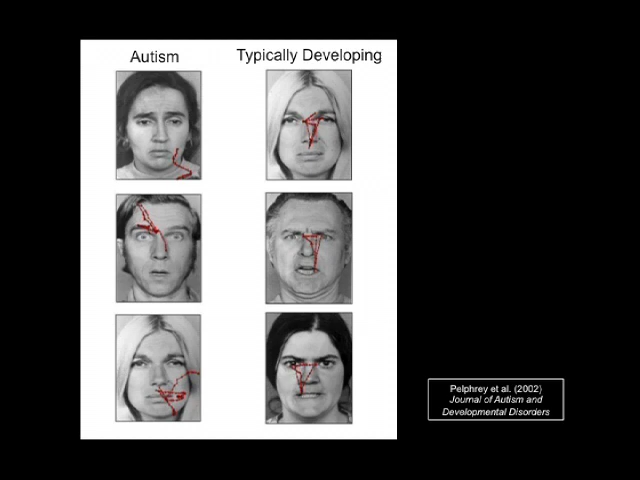 Autism
Typically Developing
Pelphrey et al. (2002)
Journal of Autism and
Developmental Disorders